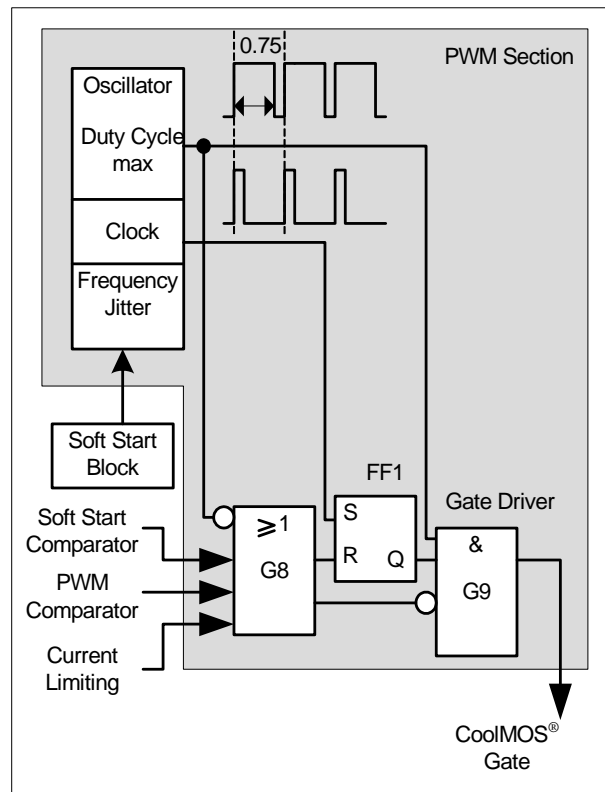 0.75
PWM Section
Oscillator
Duty Cycle
max
Clock
Frequency
Jitter
Soft Start
Block
FF1
Gate Driver
Soft Start
Comparator
PWM
Comparator
Current
Limiting
≥1
G8
S
R
Q
&
G9
CoolMOS®
Gate